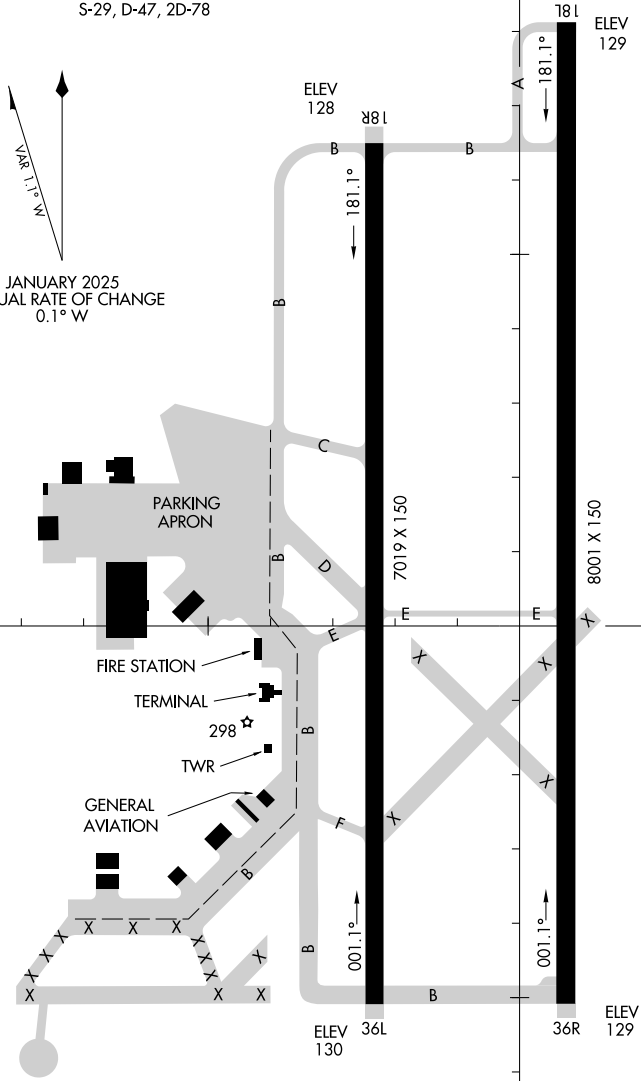 S-29, D-47, 2D-78
18L
ELEV
129
A
181.1°
ELEV
128
18R
B
B
181.1°
VAR 1.1° W
JANUARY 2025
UAL RATE OF CHANGE
0.1° W
B
C
PARKING
APRON
7019 X 150
8001 X 150
B
D
E
E
E
X
FIRE STATION
X
X
TERMINAL
298
B
TWR
X
GENERAL
AVIATION
F
X
B
X
X
X
X
X
X
X
X
X
X
X
B
001.1°
001.1°
X
X
X
B
ELEV
130
36L
36R
ELEV
129